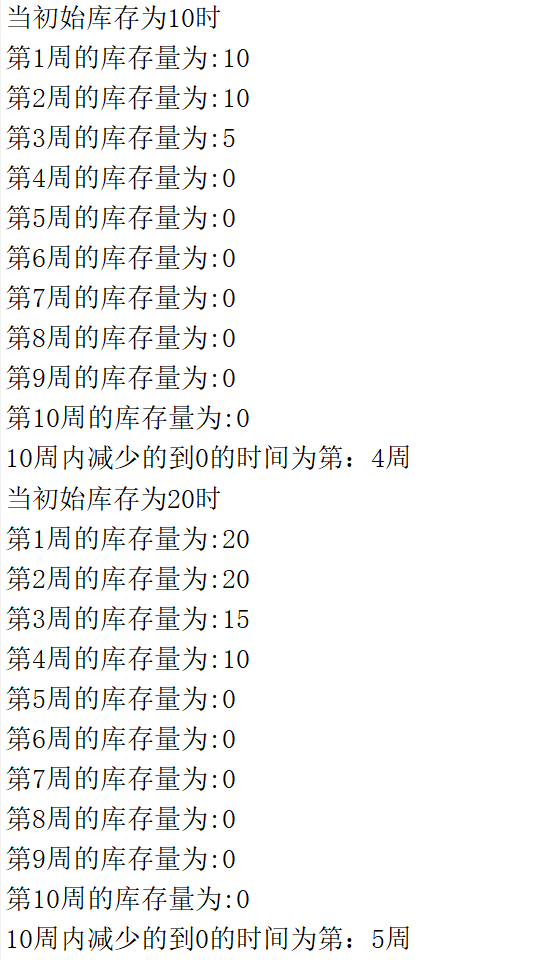 当初始库存为10时
第1周的库存量为:10
第2周的库存量为:10
第3周的库存量为:5
第4周的库存量为:0
第5周的库存量为:0
第6周的库存量为:0
第7周的库存量为:0
第8周的库存量为:0
第9周的库存量为:0
第10周的库存量为:0
10周内减少的到0的时间为第：4周
当初始库存为20时
第1周的库存量为:20
第2周的库存量为:20
第3周的库存量为:15
第4周的库存量为:10
第5周的库存量为:0
第6周的库存量为:0
第7周的库存量为:0
第8周的库存量为:0
第9周的库存量为:0
第10周的库存量为:0
10周内减少的到0的时间为第：5周